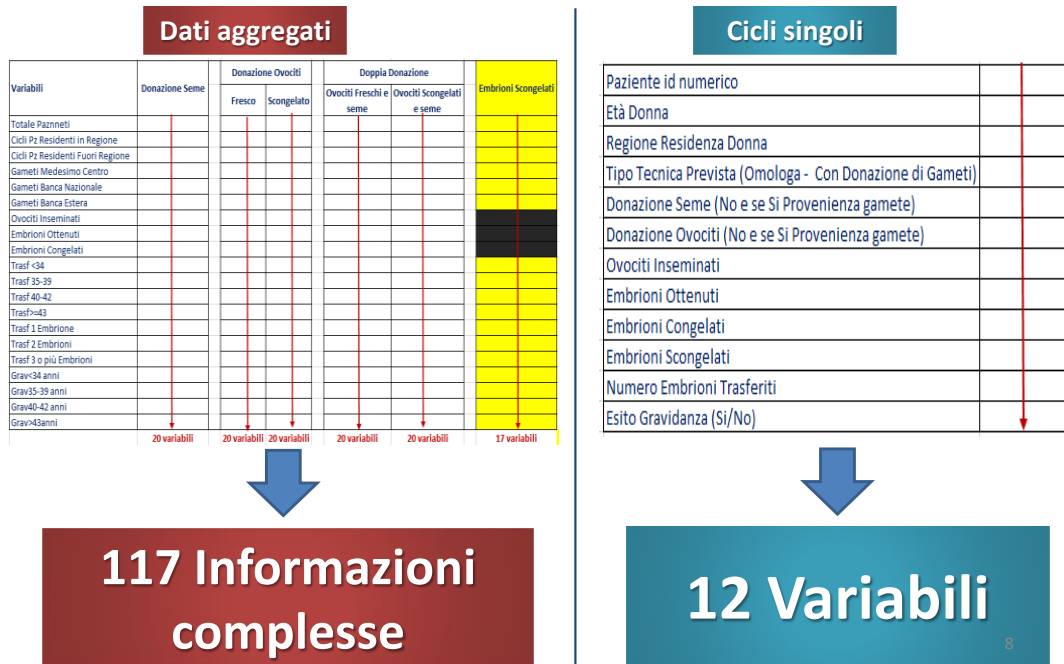 Dati aggregati
Variabili
Donazione Seme
Donazione Ovociti
Fresco
Scongelato
Doppia Donazione
Ovociti Freschi e
seme
Ovociti Scongelati
e seme
Embrioni Scongelati
Totale Paznneti
Cicli Pz Residenti in Regione
Cicli Pz Residenti Fuori Regione
Gameti Medesimo Centro
Gameti Banca Nazionale
Gameti Banca Estera
Ovociti Inseminati
Embrioni Ottenuti
Embrioni Congelati
Trasf <34
Trasf 35-39
Trasf 40-42
Trasf>=43
Trasf 1 Embrione
Trasf 2 Embrioni
Trasf 3 o più Embrioni
Grav<34 anni
Grav35-39 anni
Grav40-42 anni
Grav>43anni
20 variabili
20 variabili
20 variabili
20 variabili
20 variabili
17 variabili
117 Informazioni
complesse
Cicli singoli
Paziente id numerico
Età Donna
Regione Residenza Donna
Tipo Tecnica Prevista (Omologa - Con Donazione di Gameti)
Donazione Seme (No e se Si Provenienza gamete)
Donazione Ovociti (No e se Si Provenienza gamete)
Ovociti Inseminati
Embrioni Ottenuti
Embrioni Congelati
Embrioni Scongelati
Numero Embrioni Trasferiti
Esito Gravidanza (Si/No)
12 Variabili
8